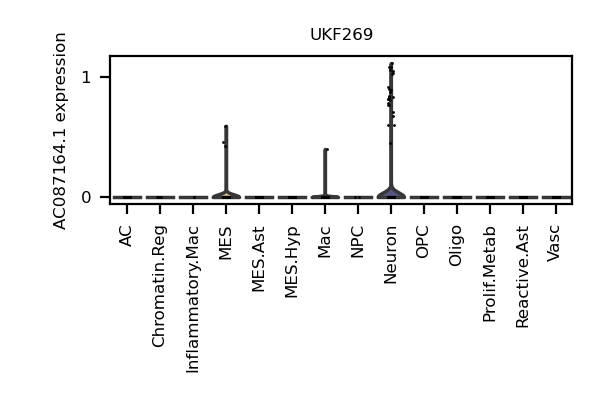 UKF269
AC087164.1 expression
1
0
AC
Chromatin.Reg
Inflammatory.Mac
MES
MES.Ast
MES.Hyp
Mac
NPC
Neuron
OPC
Oligo
Prolif.Metab
Reactive.Ast
Vasc